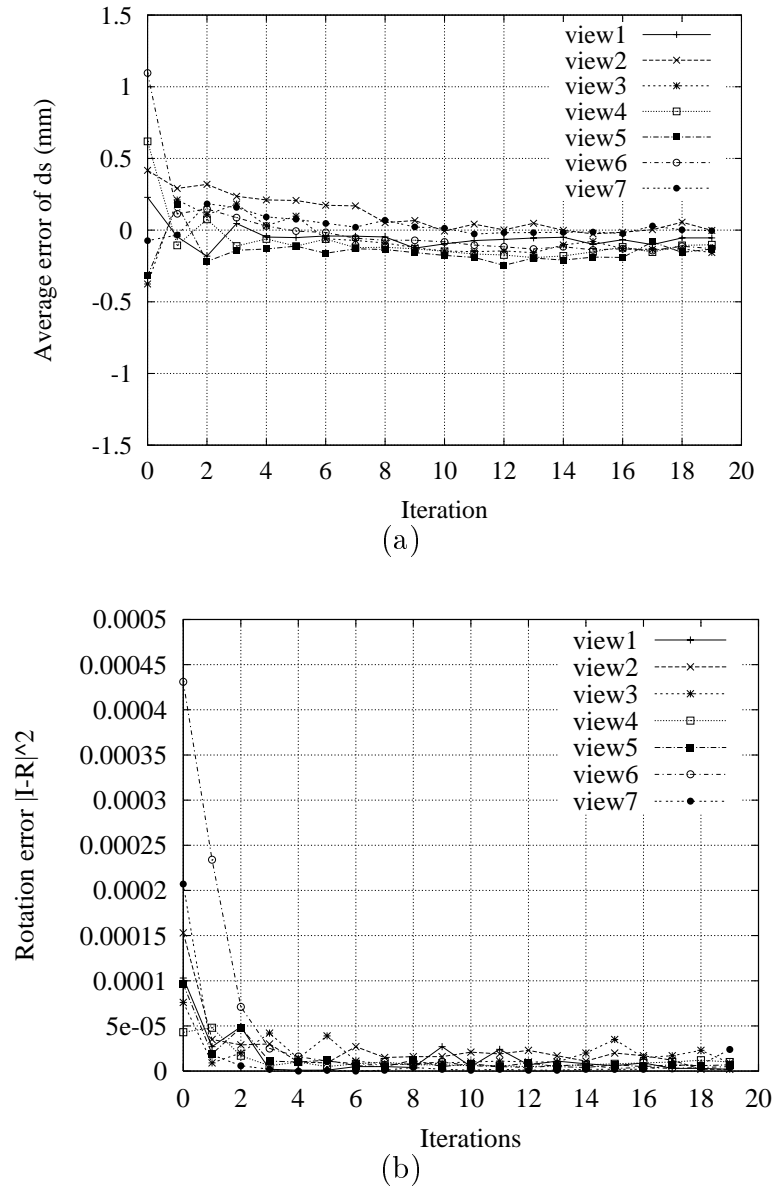 1.5
1
0.5
0
-0.5
-1
-1.5
Average error of ds (mm)
view1
view2
view3
view4
view5
view6
view7
0 2 4 6 8 10 12 14 16 18 20
Iteration
(a)
0.0005
0.00045
0.0004
0.00035
0.0003
0.00025
0.0002
0.00015
0.0001
5e-05
0
Rotation error |I-R|^2
view1
view2
view3
view4
view5
view6
view7
0 2 4 6 8 10 12 14 16 18 20
Iterations
(b)